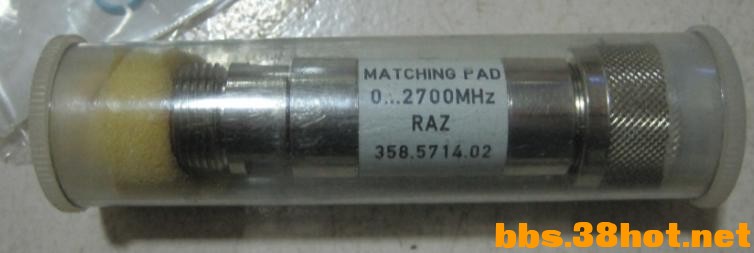 MATCHING PAD
0...2700MHz
RAZ
358.5714.02
bbs.38hot.net